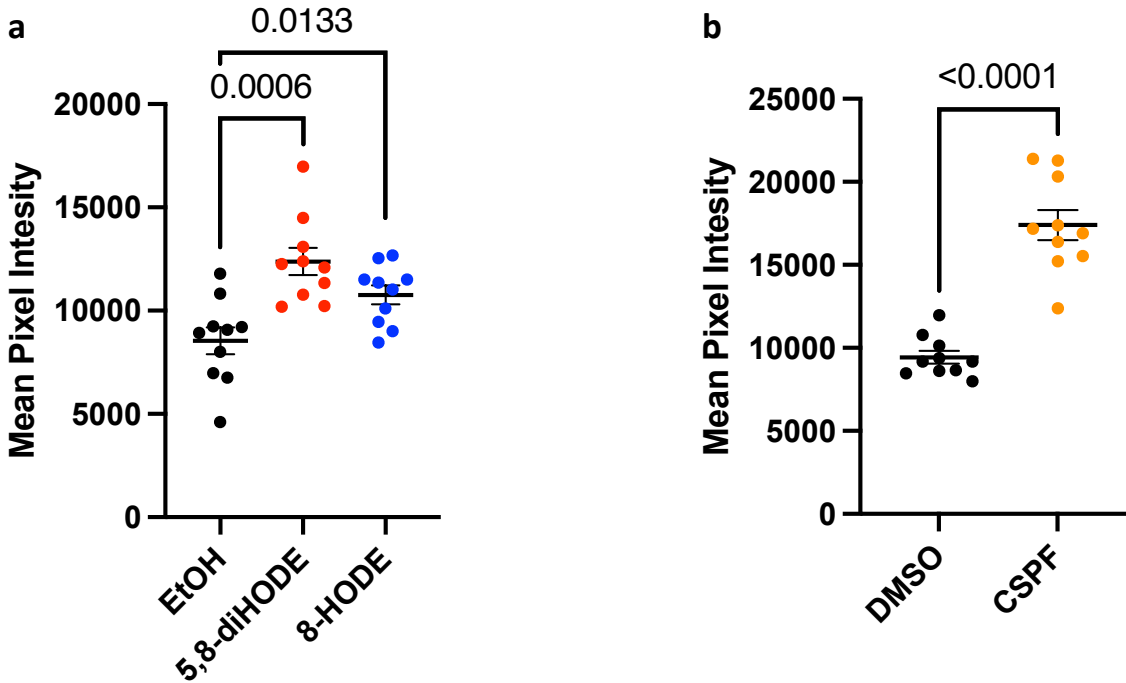 a
0.0133
0.0006
20000
15000
10000
5000
0
Mean Pixel Intesity
EtOH
5,8-diHODE
8-HODE
b
<0.0001
25000
20000
15000
10000
5000
0
Mean Pixel Intesity
DMSO
CSPF